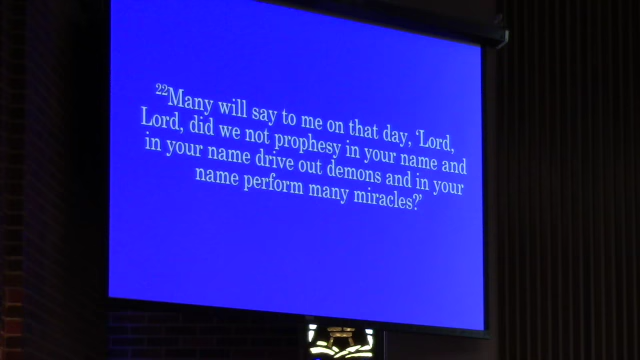 ²²Many will say to me on that day, ‘Lord,
Lord, did we not prophesy in your name and
in your name drive out demons and in your
name perform many miracles?’